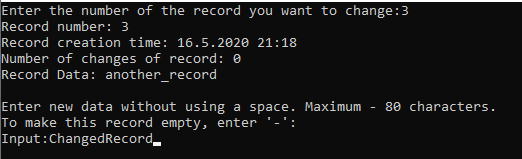 Enter the number of the record you want to change:3
Record number: 3
Record creation time: 16.5.2020 21:18
Number of changes of record: 0
Record Data: another_record
Enter new data without using a space. Maximum - 80 characters.
To make this record empty, enter '-':
Input:ChangedRecord